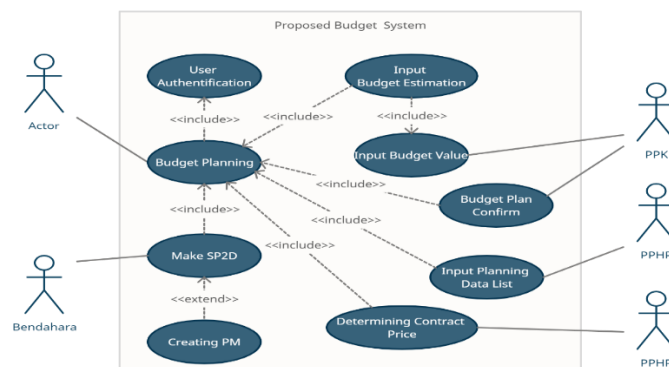 Proposed Budget System
User
Authentification
Input
Budget Estimation
<<include>>
<<include>>
<<include>>
Actor
Budget Planning
Input Budget Value
PPK
<<include>>
Budget Plan
Confirm
<<include>>
<<include>>
Make SP2D
<<include>>
PPHP
Bendahara
Input Planning
Data List
<<extend>>
Determining Contract
Price
Creating PM
PPHP